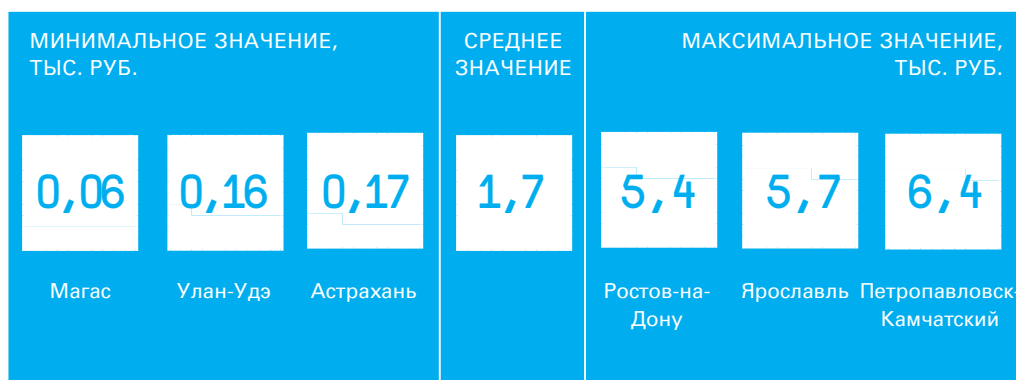 МИНИМАЛЬНОЕ ЗНАЧЕНИЕ,
ТЫС. РУБ.
СРЕДНЕЕ
ЗНАЧЕНИЕ
МАКСИМАЛЬНОЕ ЗНАЧЕНИЕ,
ТЫС. РУБ.
0,06
0,16
0,17
1,7
5,4
5,7
6,4
Магас
Улан-Удэ
Астрахань
Ростов-на-
Дону
Ярославль
Петропавловск-
Камчатский